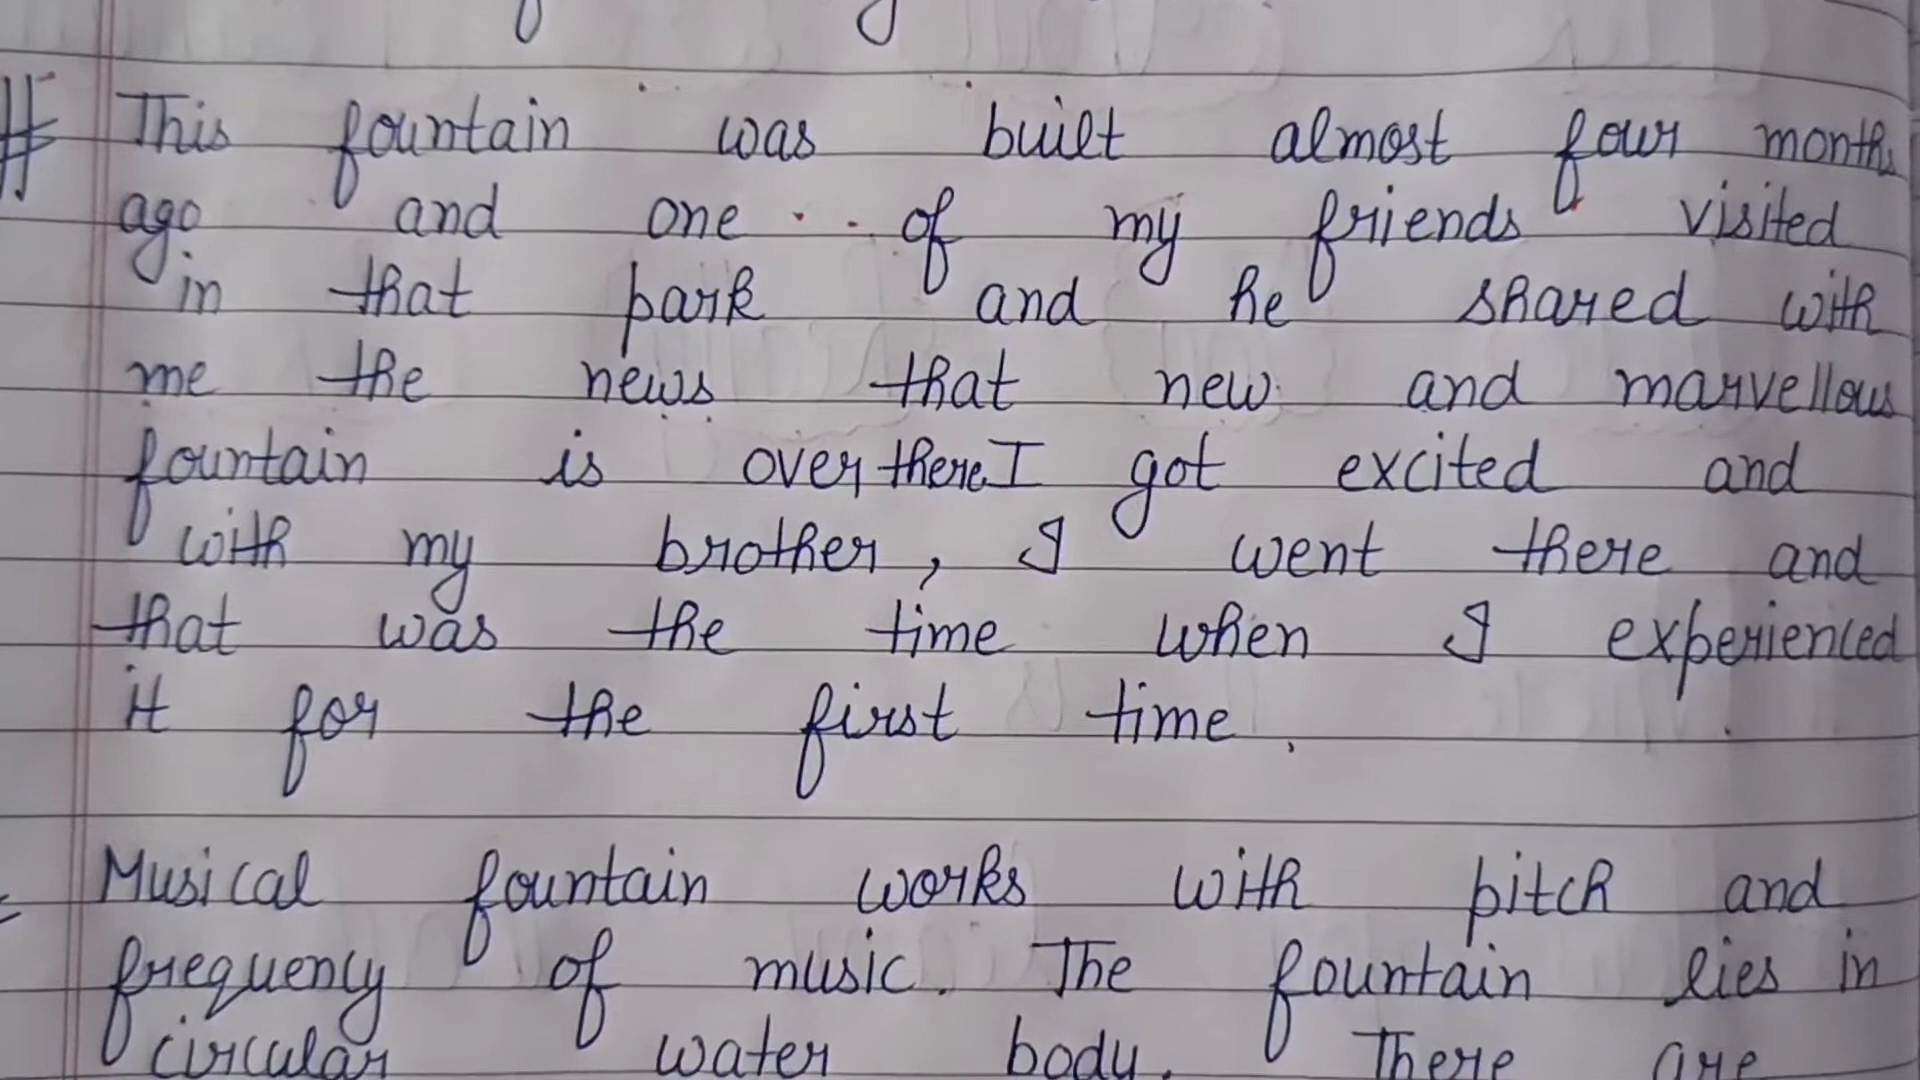 # This fountain was built almost four months
ago and one of my friends visited
in that park and he shared with
me the news that new and marvellous
fountain is over there. I got excited and
with my brother, I went there and
that was the time when I experienced
it for the first time.
Musical fountain works with pitch and
frequency of music. The fountain lies in
circular water body. There are